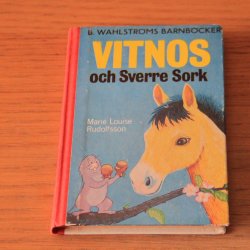 B. WAHLSTRÖMS BARNBÖCKER
VITNOS
och Sverre Sork
Marie Louise
Rudolfsson